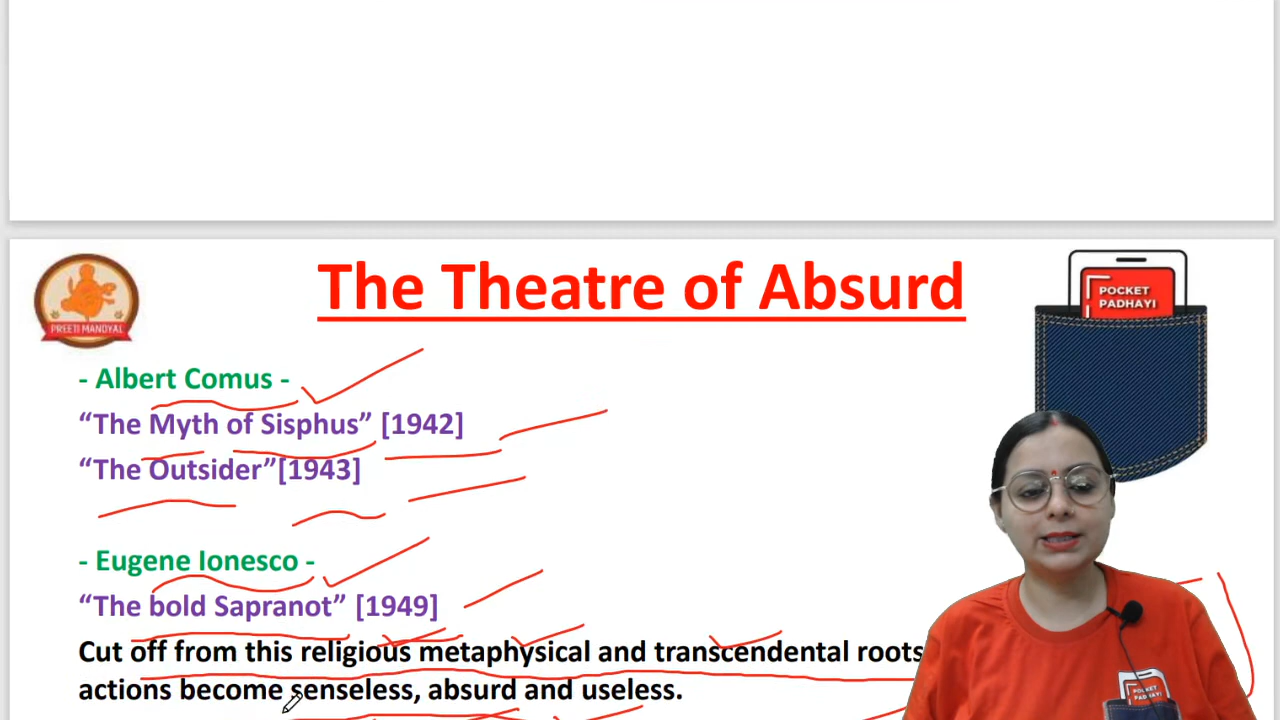 The Theatre of Absurd
PREETI MANDYAL
POCKET
PADHAYI
- Albert Comus -
“The Myth of Sisphus” [1942]
“The Outsider”[1943]
- Eugene Ionesco -
“The bold Sapranot” [1949]
Cut off from this religious metaphysical and transcendental roots
actions become senseless, absurd and useless.
POCKET
PADHAYI